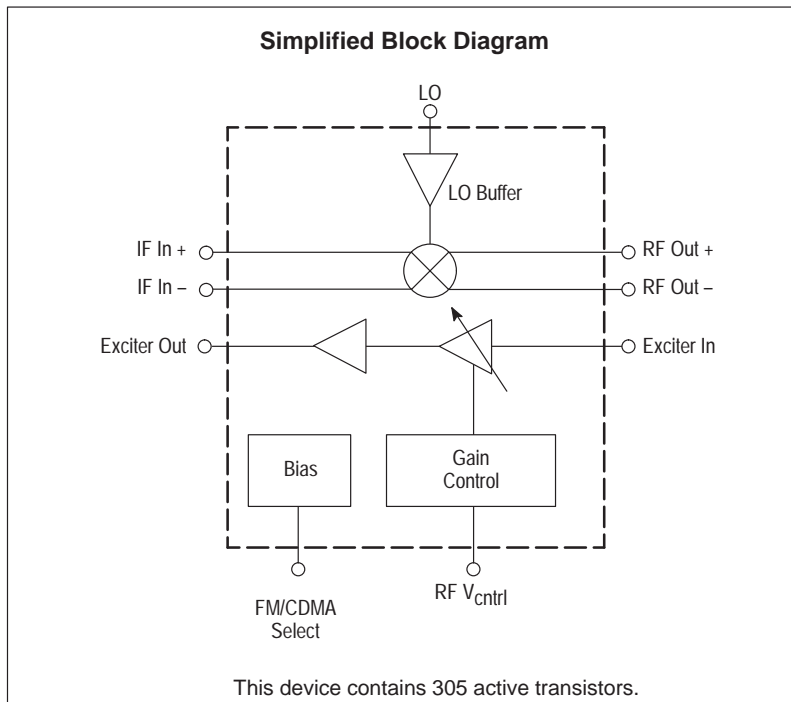 Simplified Block Diagram
LO
LO Buffer
IF In +
RF Out +
IF In –
RF Out –
Exciter Out
Exciter In
Bias
Gain
Control
FM/CDMA
Select
RF Vcntrl
This device contains 305 active transistors.